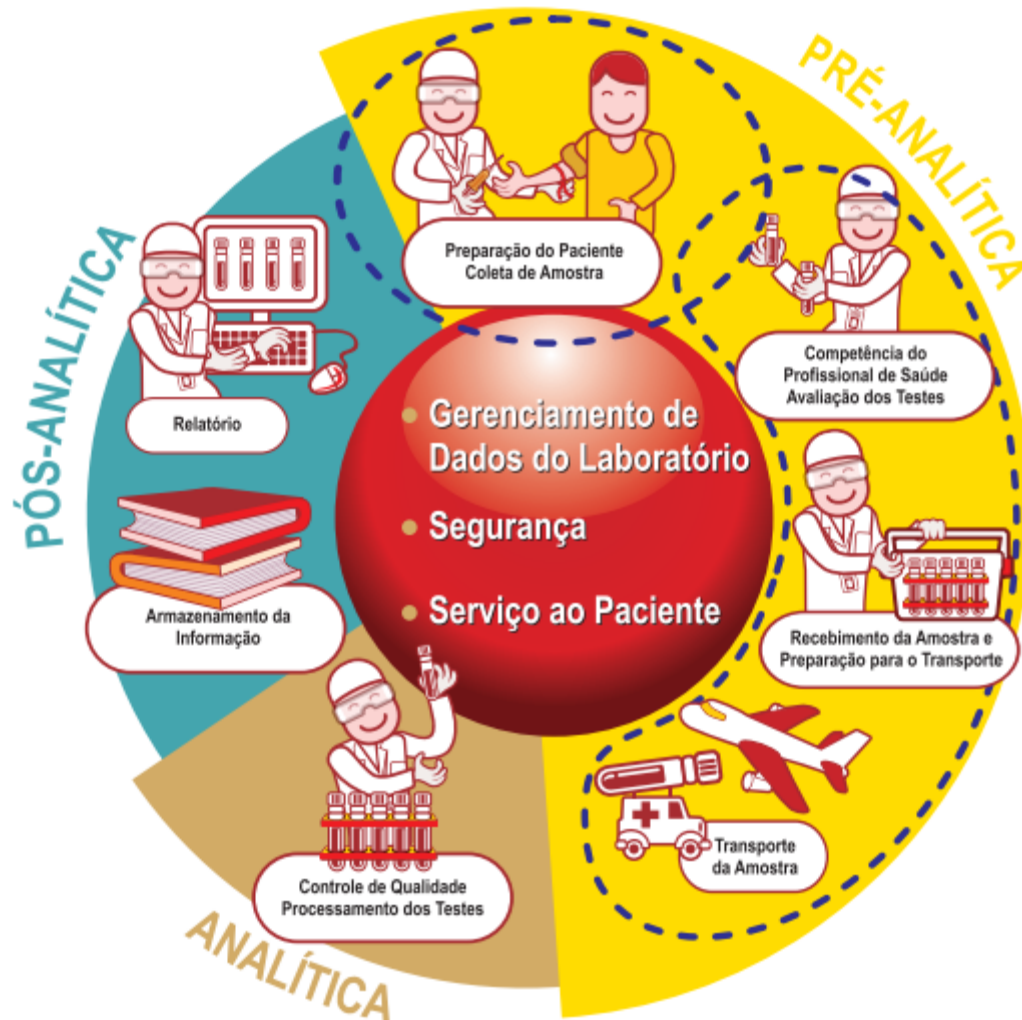 PRÉ-ANALÍTICA
Preparação do Paciente
Coleta de Amostra
Competência do
Profissional de Saúde
Avaliação dos Testes
Recebimento da Amostra e
Preparação para o Transporte
Transporte
da Amostra
ANALÍTICA
Controle de Qualidade
Processamento dos Testes
PÓS-ANALÍTICA
Armazenamento da
Informação
Relatório
• Gerenciamento de
Dados do Laboratório
• Segurança
• Serviço ao Paciente